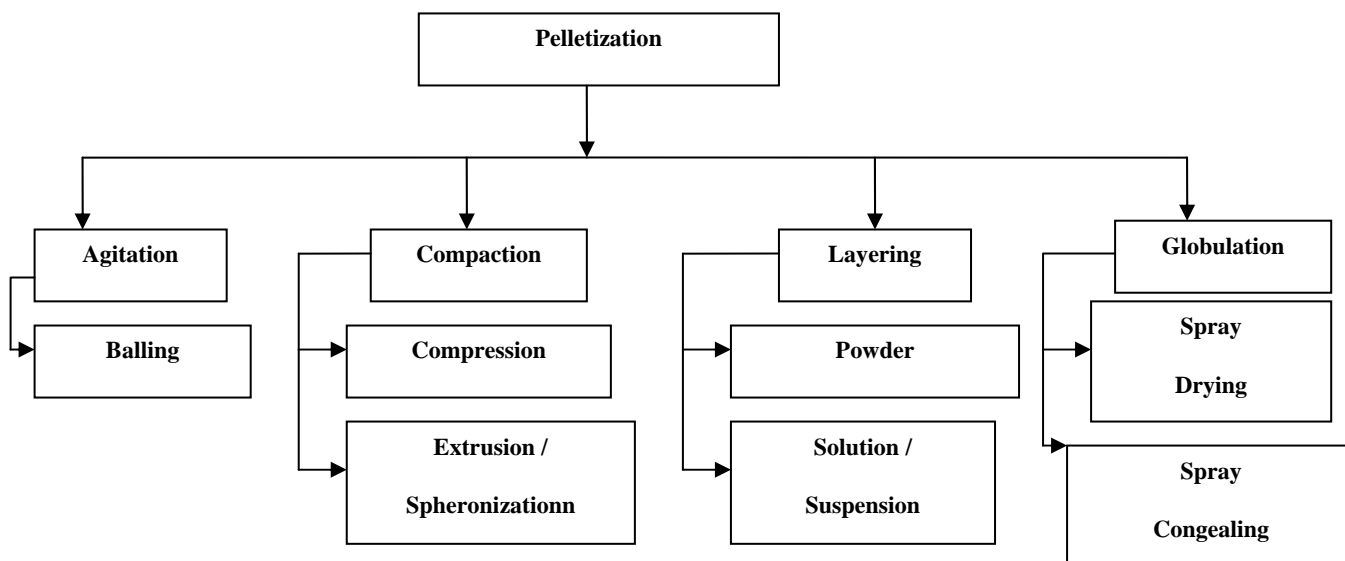 Pelletization
Agitation
Compaction
Layering
Globulation
Balling
Compression
Powder
Spray
Drying
Extrusion /
Spheronizationn
Solution /
Suspension
Spray
Congealing